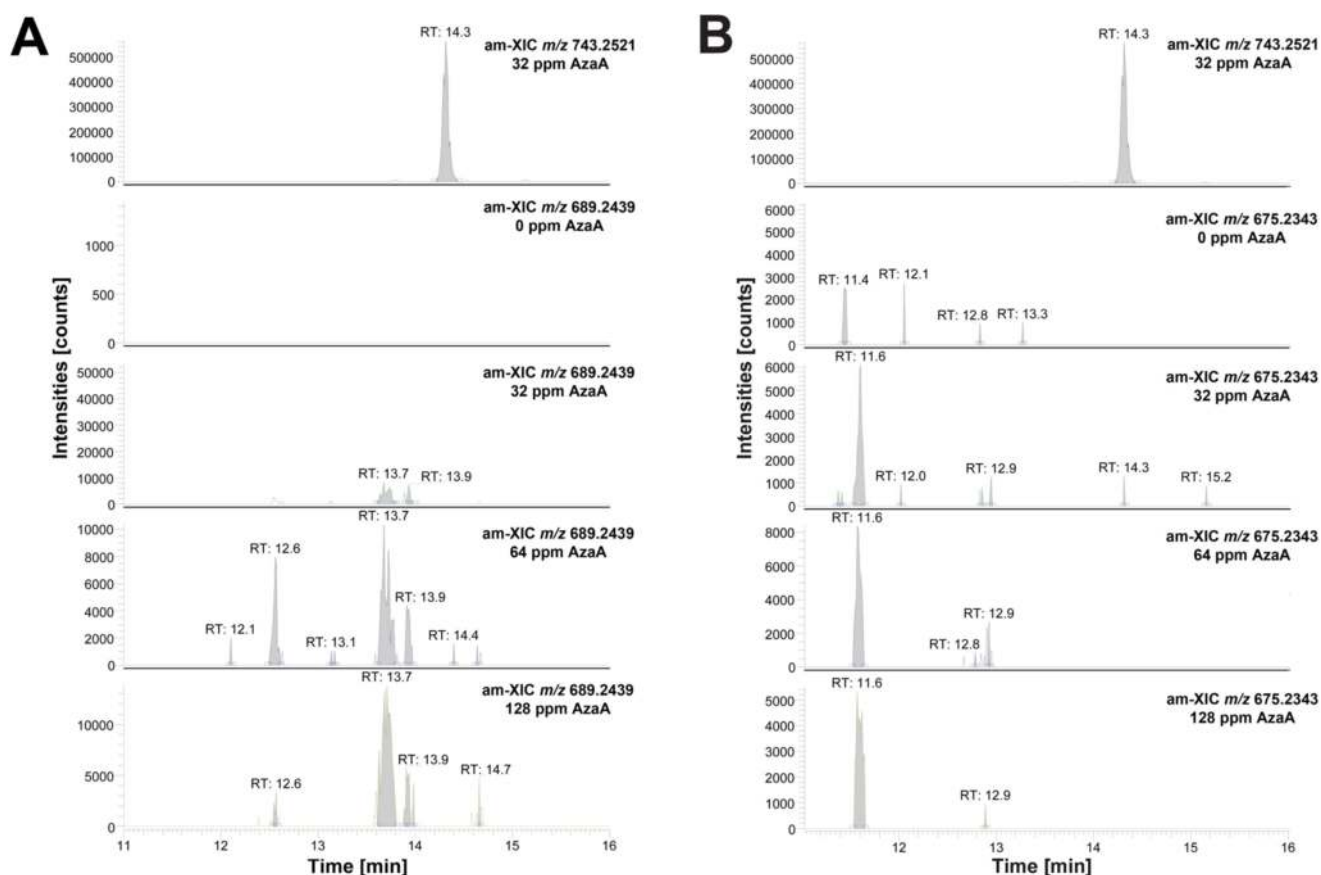 A
RT: 14.3
am-XIC m/z 743.2521
32 ppm AzaA
500000
400000
300000
200000
100000
0
am-XIC m/z 689.2439
0 ppm AzaA
1000
500
0
am-XIC m/z 689.2439
32 ppm AzaA
50000
40000
30000
20000
10000
0
RT: 13.7
RT: 13.9
am-XIC m/z 689.2439
64 ppm AzaA
10000
8000
6000
4000
2000
0
RT: 13.7
RT: 12.6
RT: 13.9
RT: 12.1
RT: 13.1
RT: 14.4
am-XIC m/z 689.2439
128 ppm AzaA
10000
5000
0
RT: 13.7
RT: 13.9
RT: 12.6
RT: 14.7
11 12 13 14 15 16
Time [min]
Intensities [counts]
B
RT: 14.3
am-XIC m/z 743.2521
32 ppm AzaA
500000
400000
300000
200000
100000
0
am-XIC m/z 675.2343
0 ppm AzaA
6000
5000
4000
3000
2000
1000
0
RT: 11.4
RT: 12.1
RT: 12.8
RT: 13.3
am-XIC m/z 675.2343
32 ppm AzaA
6000
5000
4000
3000
2000
1000
0
RT: 11.6
RT: 12.0
RT: 12.9
RT: 14.3
RT: 15.2
am-XIC m/z 675.2343
64 ppm AzaA
8000
6000
4000
2000
0
RT: 11.6
RT: 12.9
RT: 12.8
am-XIC m/z 675.2343
128 ppm AzaA
5000
4000
3000
2000
1000
0
RT: 11.6
RT: 12.9
12 13 14 15 16
Time [min]
Intensities [counts]